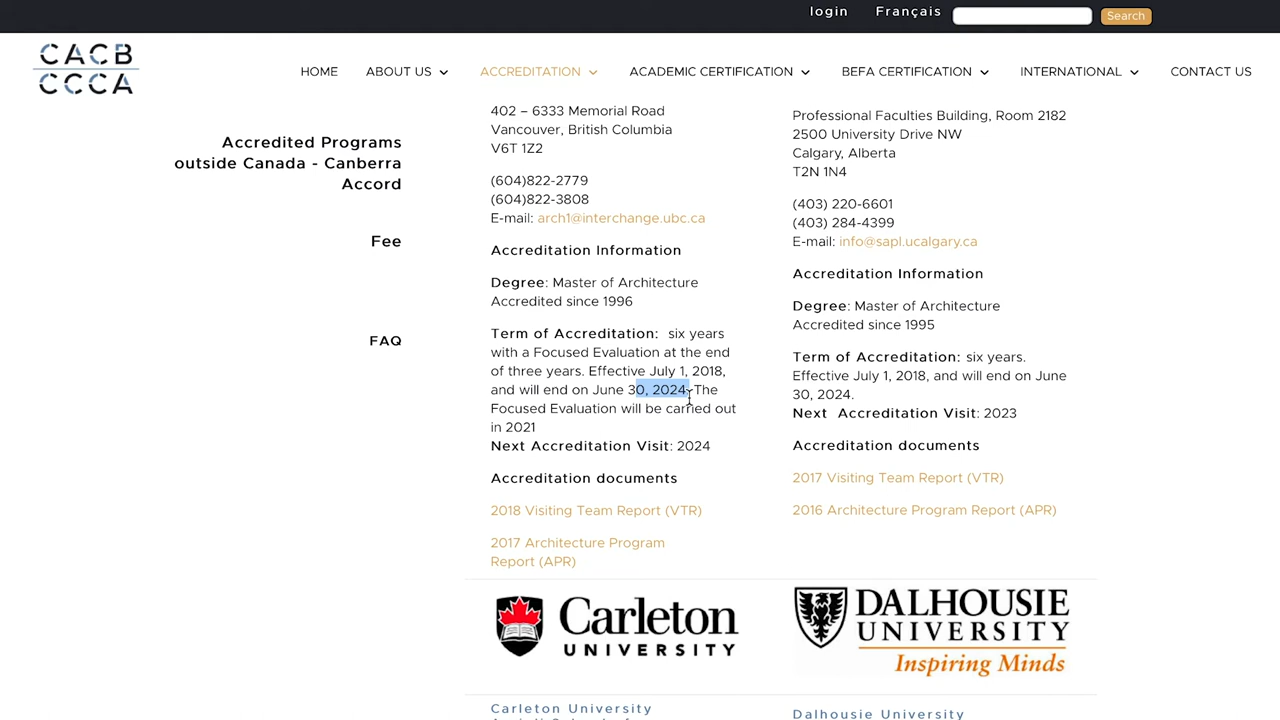 login
Français
Search
CACB
CCCA
HOME
ABOUT US
ACCREDITATION
ACADEMIC CERTIFICATION
BEFA CERTIFICATION
INTERNATIONAL
CONTACT US
Accredited Programs
outside Canada - Canberra
Accord
Fee
FAQ
402 – 6333 Memorial Road
Vancouver, British Columbia
V6T 1Z2
(604)822-2779
(604)822-3808
E-mail: arch1@interchange.ubc.ca
Accreditation Information
Degree: Master of Architecture
Accredited since 1996
Term of Accreditation: six years
with a Focused Evaluation at the end
of three years. Effective July 1, 2018,
and will end on June 30, 2024. The
Focused Evaluation will be carried out
in 2021
Next Accreditation Visit: 2024
Accreditation documents
2018 Visiting Team Report (VTR)
2017 Architecture Program
Report (APR)
Professional Faculties Building, Room 2182
2500 University Drive NW
Calgary, Alberta
T2N 1N4
(403) 220-6601
(403) 284-4399
E-mail: info@sapl.ucalgary.ca
Accreditation Information
Degree: Master of Architecture
Accredited since 1995
Term of Accreditation: six years.
Effective July 1, 2018, and will end on June
30, 2024.
Next Accreditation Visit: 2023
Accreditation documents
2017 Visiting Team Report (VTR)
2016 Architecture Program Report (APR)
Carleton
UNIVERSITY
DALHOUSIE
UNIVERSITY
Inspiring Minds
Carleton University
Dalhousie University